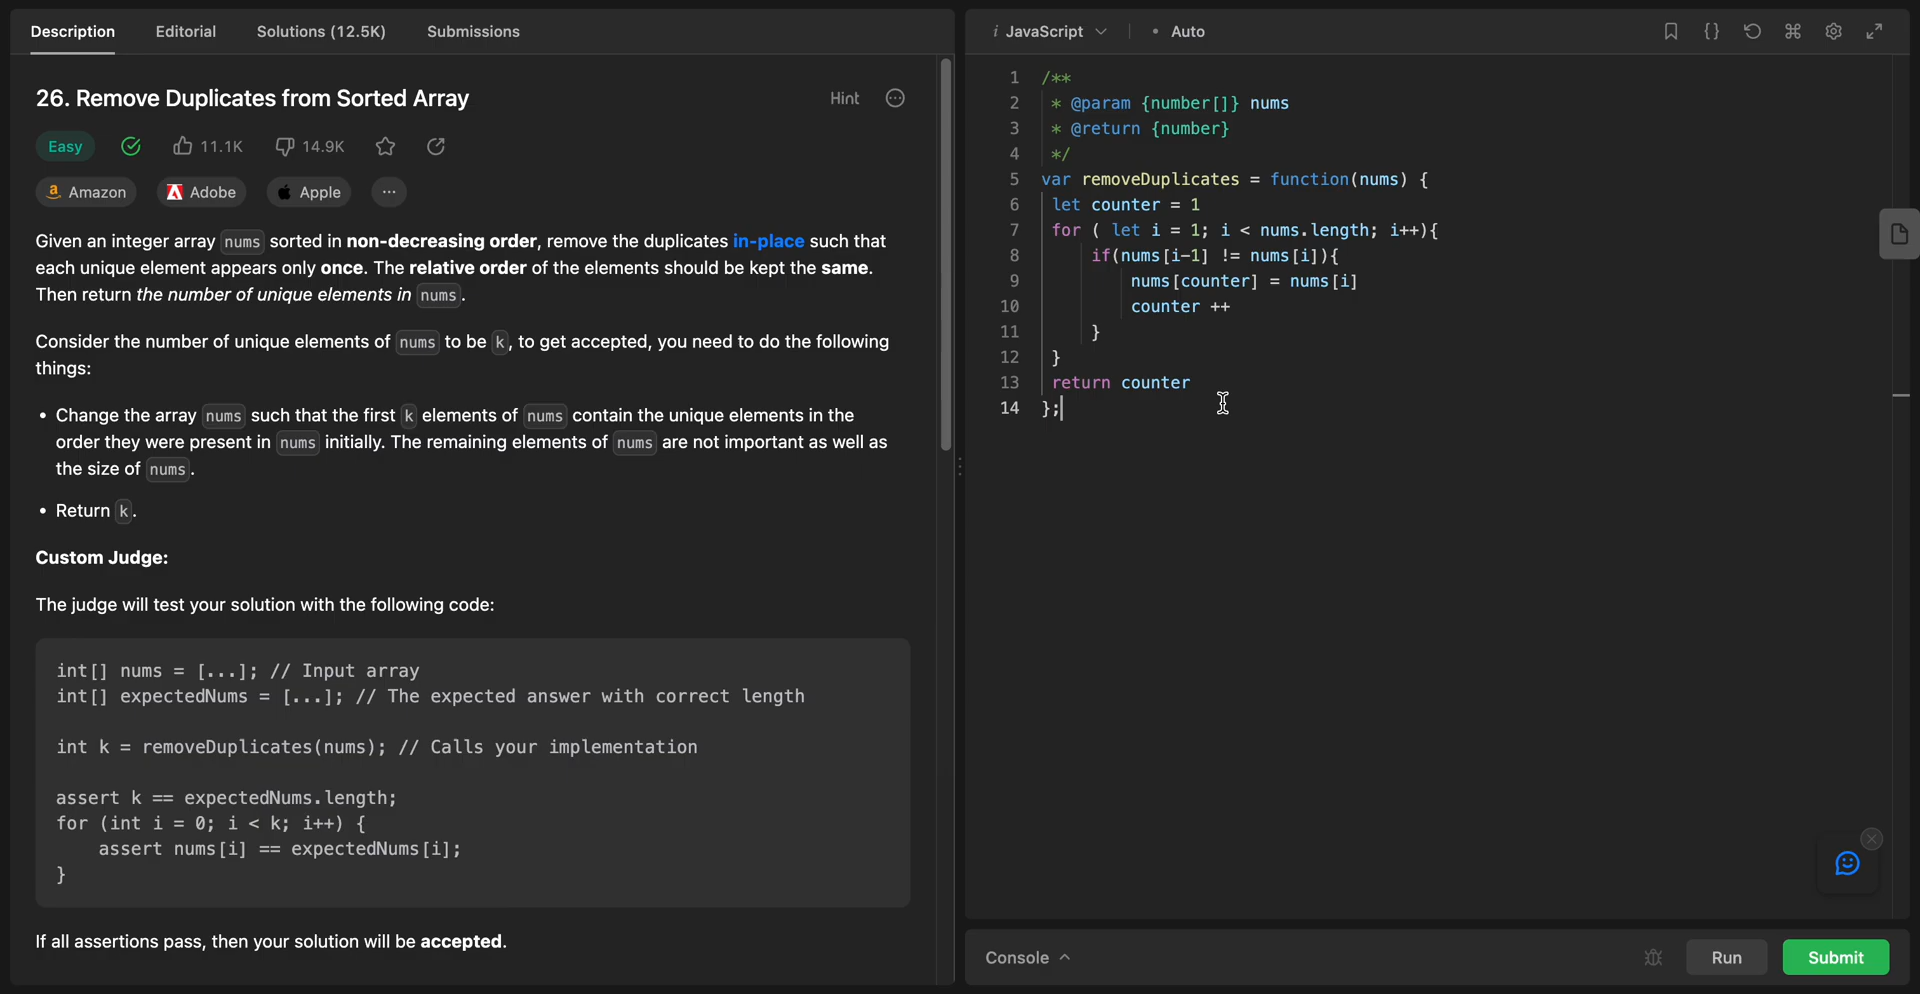 Description Editorial Solutions (12.5K) Submissions
26. Remove Duplicates from Sorted Array Hint
Easy 11.1K 14.9K
Amazon Adobe Apple ...
Given an integer array nums sorted in non-decreasing order, remove the duplicates in-place such that
each unique element appears only once. The relative order of the elements should be kept the same.
Then return the number of unique elements in nums.
Consider the number of unique elements of nums to be k, to get accepted, you need to do the following
things:
• Change the array nums such that the first k elements of nums contain the unique elements in the
order they were present in nums initially. The remaining elements of nums are not important as well as
the size of nums.
• Return k.
Custom Judge:
The judge will test your solution with the following code:
int[] nums = [...]; // Input array
int[] expectedNums = [...]; // The expected answer with correct length
int k = removeDuplicates(nums); // Calls your implementation
assert k == expectedNums.length;
for (int i = 0; i < k; i++) {
    assert nums[i] == expectedNums[i];
}
If all assertions pass, then your solution will be accepted.
i JavaScript • Auto
1 /**
2  * @param {number[]} nums
3  * @return {number}
4  */
5 var removeDuplicates = function(nums) {
6  let counter = 1
7  for ( let i = 1; i < nums.length; i++){
8      if(nums[i-1] != nums[i]){
9          nums[counter] = nums[i]
10          counter ++
11      }
12  }
13  return counter
14 };
Console Run Submit